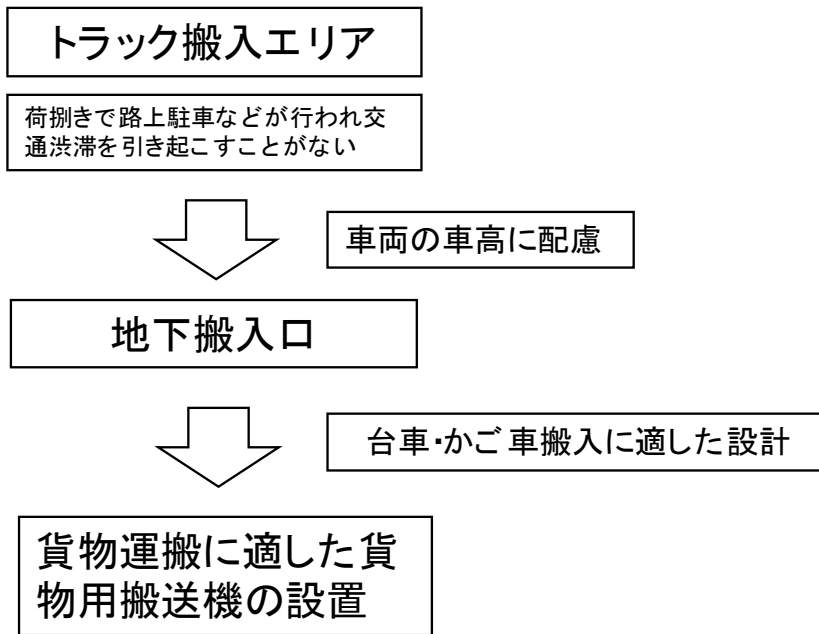 トラック搬入エリア
荷捌きで路上駐車などが行われ交
通渋滞を引き起こすことがない
車両の車高に配慮
地下搬入口
台車・かご車搬入に適した設計
貨物運搬に適した貨
物用搬送機の設置